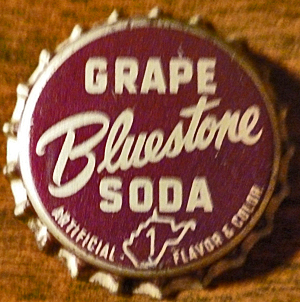 GRAPE
Bluestone
SODA
ARTIFICIAL FLAVOR & COLOR
1